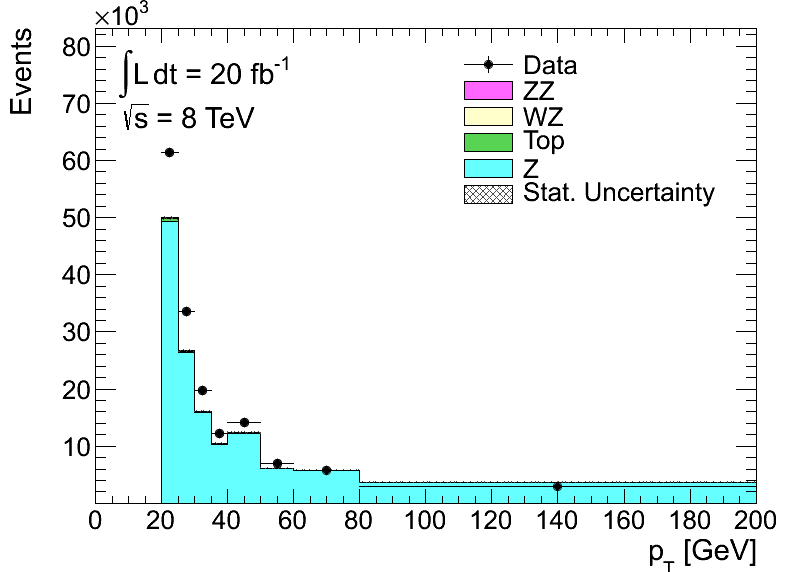 ×10³
Events
80
70
60
50
40
30
20
10
∫L dt = 20 fb⁻¹
√s = 8 TeV
Data
ZZ
WZ
Top
Z
Stat. Uncertainty
0 20 40 60 80 100 120 140 160 180 200
p_T [GeV]